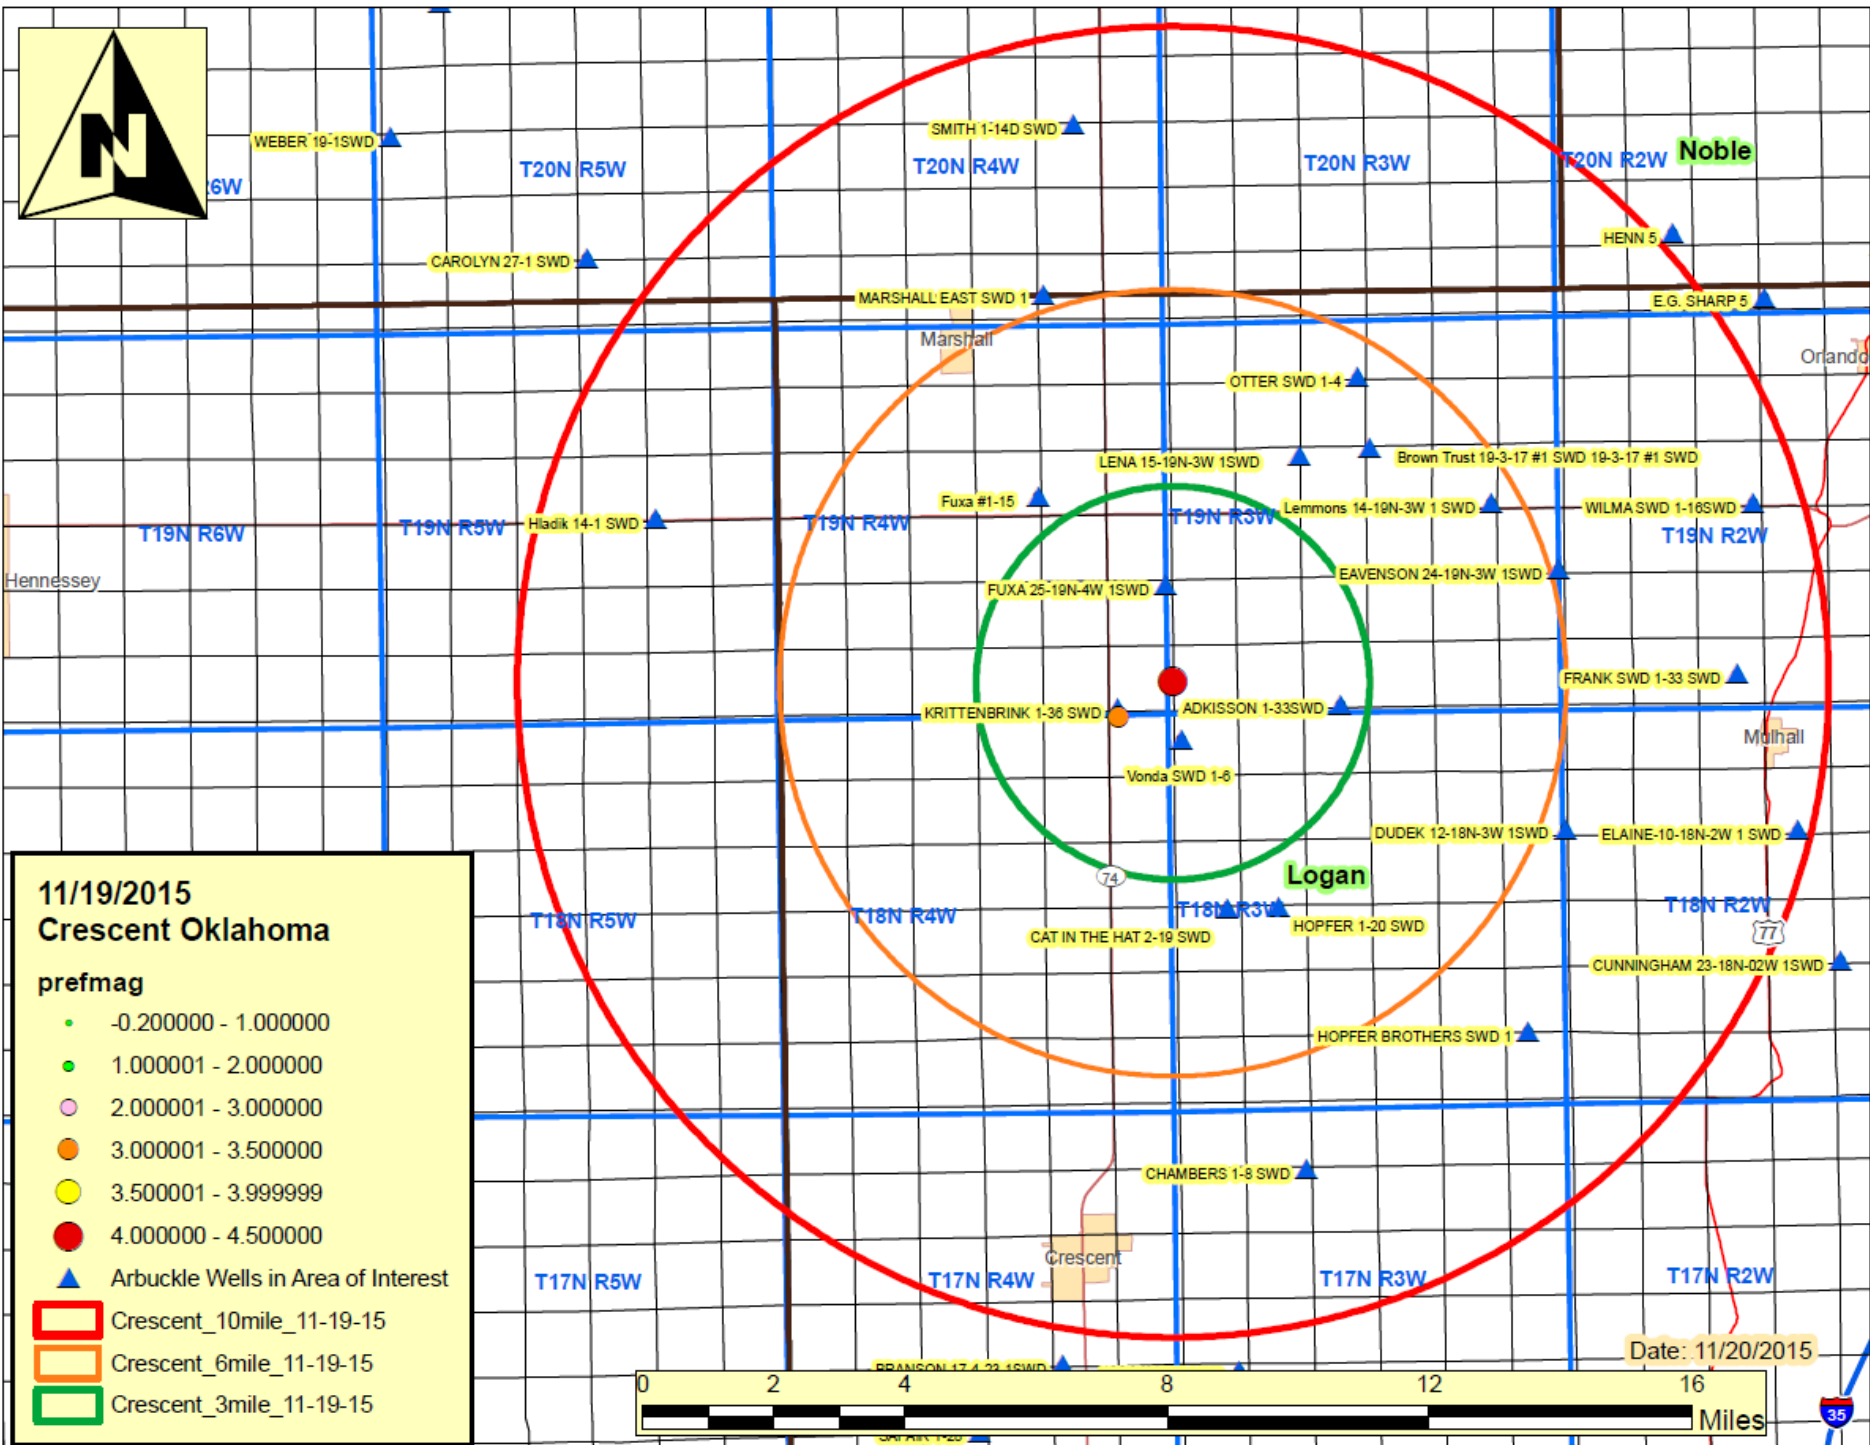 N
WEBER 19-1SWD
SMITH 1-14D SWD
T20N R5W
T20N R4W
T20N R3W
T20N R2W
Noble
R6W
CAROLYN 27-1 SWD
HENN 5
MARSHALL EAST SWD 1
E.G. SHARP 5
Marshall
Orlando
OTTER SWD 1-4
LENA 15-19N-3W 1SWD
Brown Trust 19-3-17 #1 SWD 19-3-17 #1 SWD
Fuxa #1-15
Lemmons 14-19N-3W 1 SWD
WILMA SWD 1-16SWD
Hladik 14-1 SWD
T19N R6W
T19N R5W
T19N R4W
T19N R3W
T19N R2W
Hennessey
EAVENSON 24-19N-3W 1SWD
FUXA 25-19N-4W 1SWD
FRANK SWD 1-33 SWD
KRITTENBRINK 1-36 SWD
ADKISSON 1-33SWD
Mulhall
Vonda SWD 1-6
DUDEK 12-18N-3W 1SWD
ELAINE-10-18N-2W 1 SWD
74
Logan
T18N R5W
T18N R4W
T18N R3W
T18N R2W
HOPFER 1-20 SWD
CAT IN THE HAT 2-19 SWD
77
CUNNINGHAM 23-18N-02W 1SWD
HOPFER BROTHERS SWD 1
CHAMBERS 1-8 SWD
Crescent
T17N R5W
T17N R4W
T17N R3W
T17N R2W
BRANSON 17-4-23 1SWD
11/19/2015
Crescent Oklahoma
prefmag
-0.200000 - 1.000000
1.000001 - 2.000000
2.000001 - 3.000000
3.000001 - 3.500000
3.500001 - 3.999999
4.000000 - 4.500000
Arbuckle Wells in Area of Interest
Crescent_10mile_11-19-15
Crescent_6mile_11-19-15
Crescent_3mile_11-19-15
Date: 11/20/2015
0 2 4 8 12 16
Miles
35